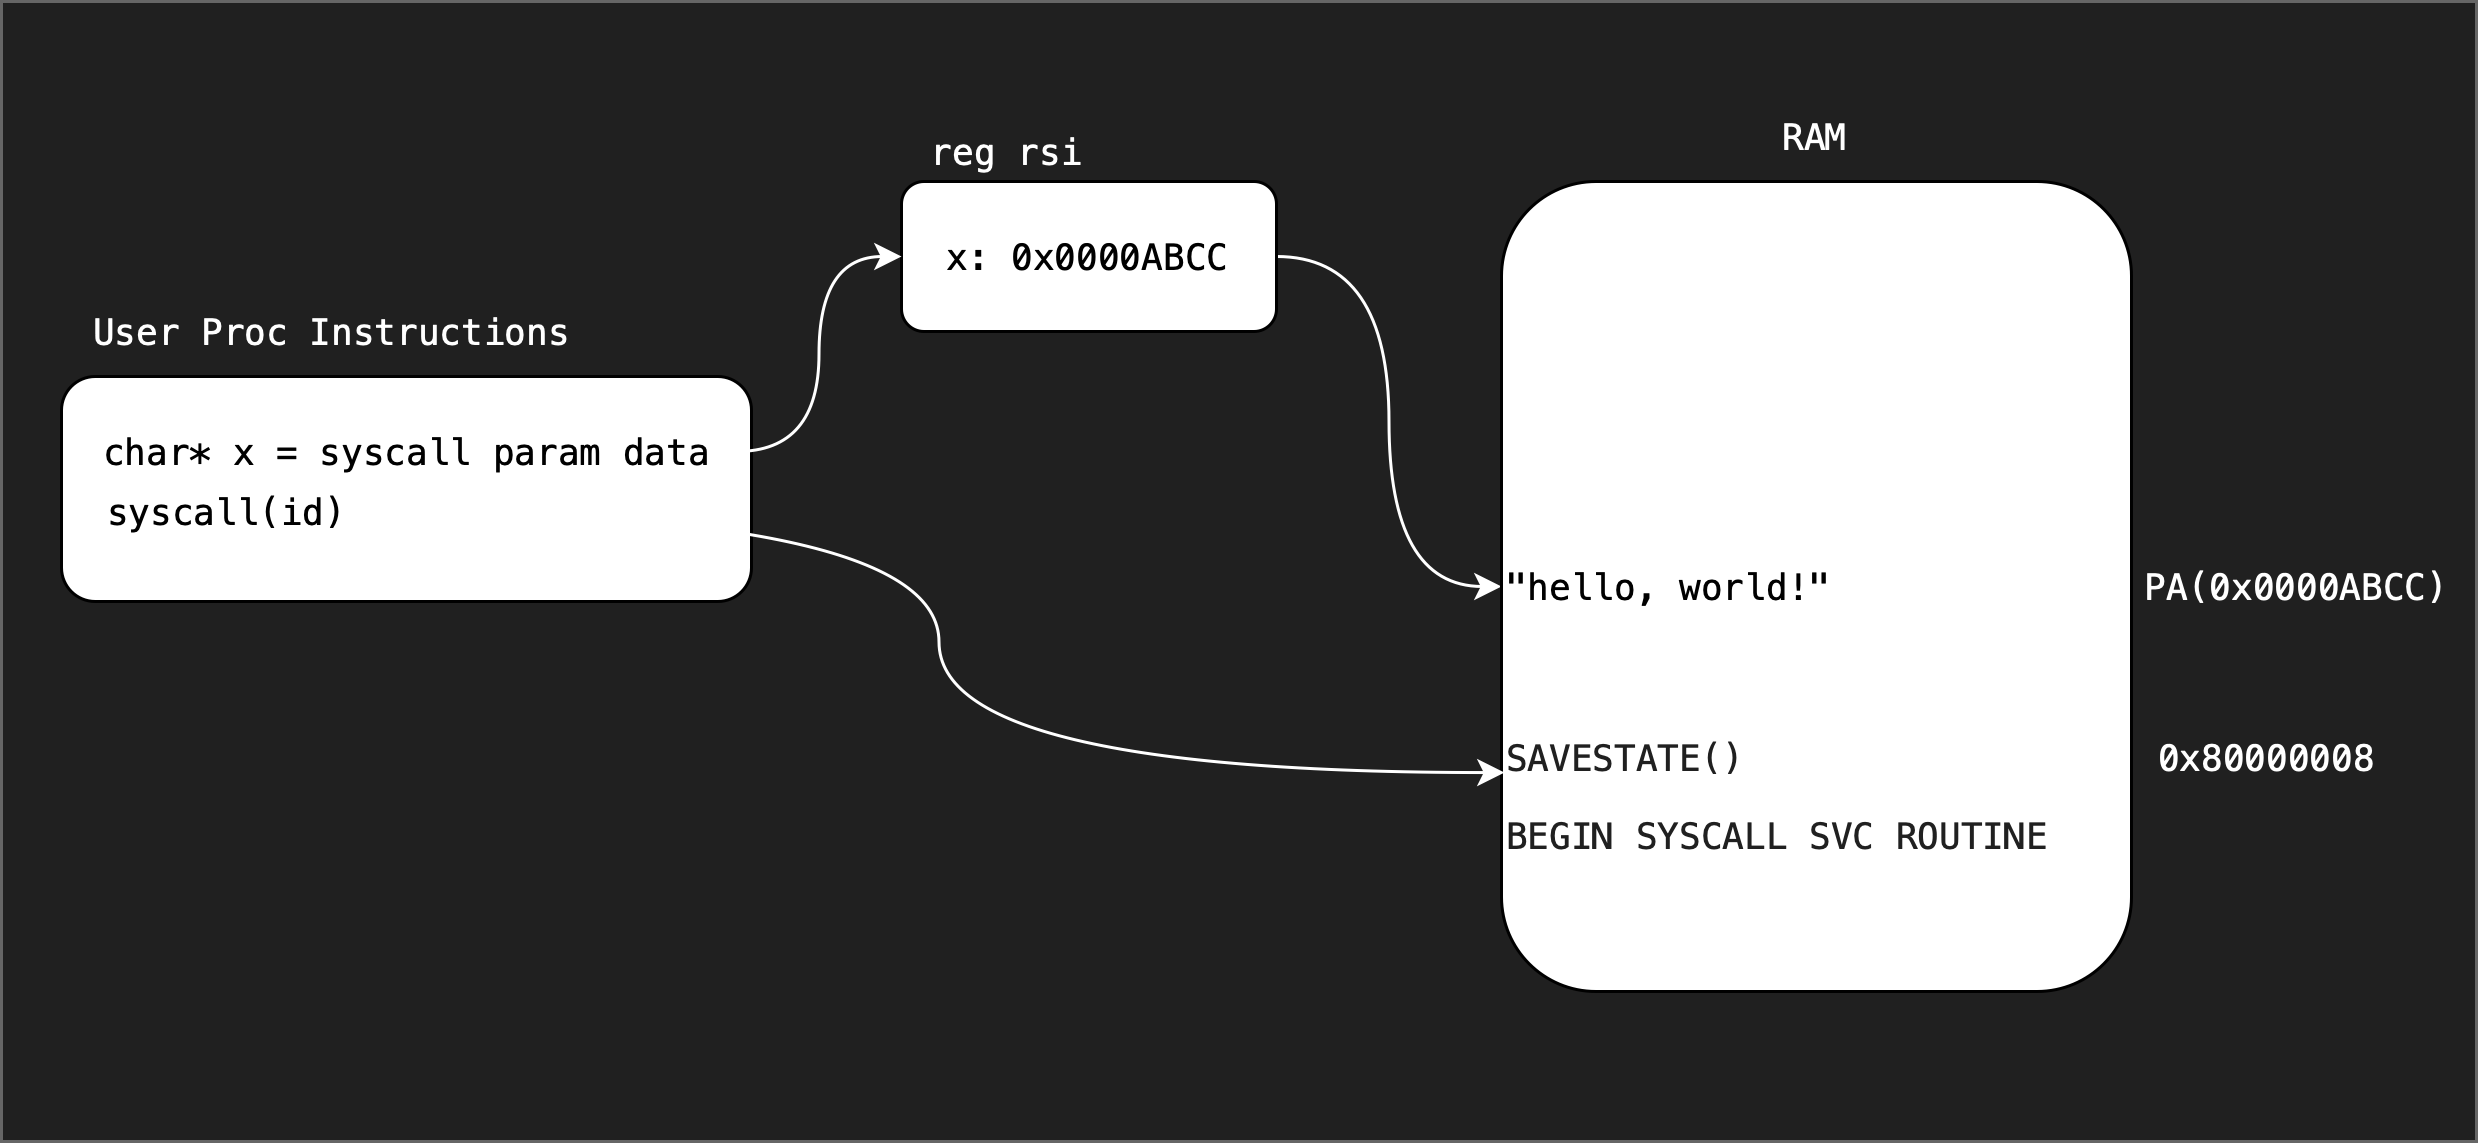 User Proc Instructions
char* x = syscall param data
syscall(id)
reg rsi
x: 0x0000ABCC
RAM
"hello, world!"
PA(0x0000ABCC)
SAVESTATE()
0x80000008
BEGIN SYSCALL SVC ROUTINE